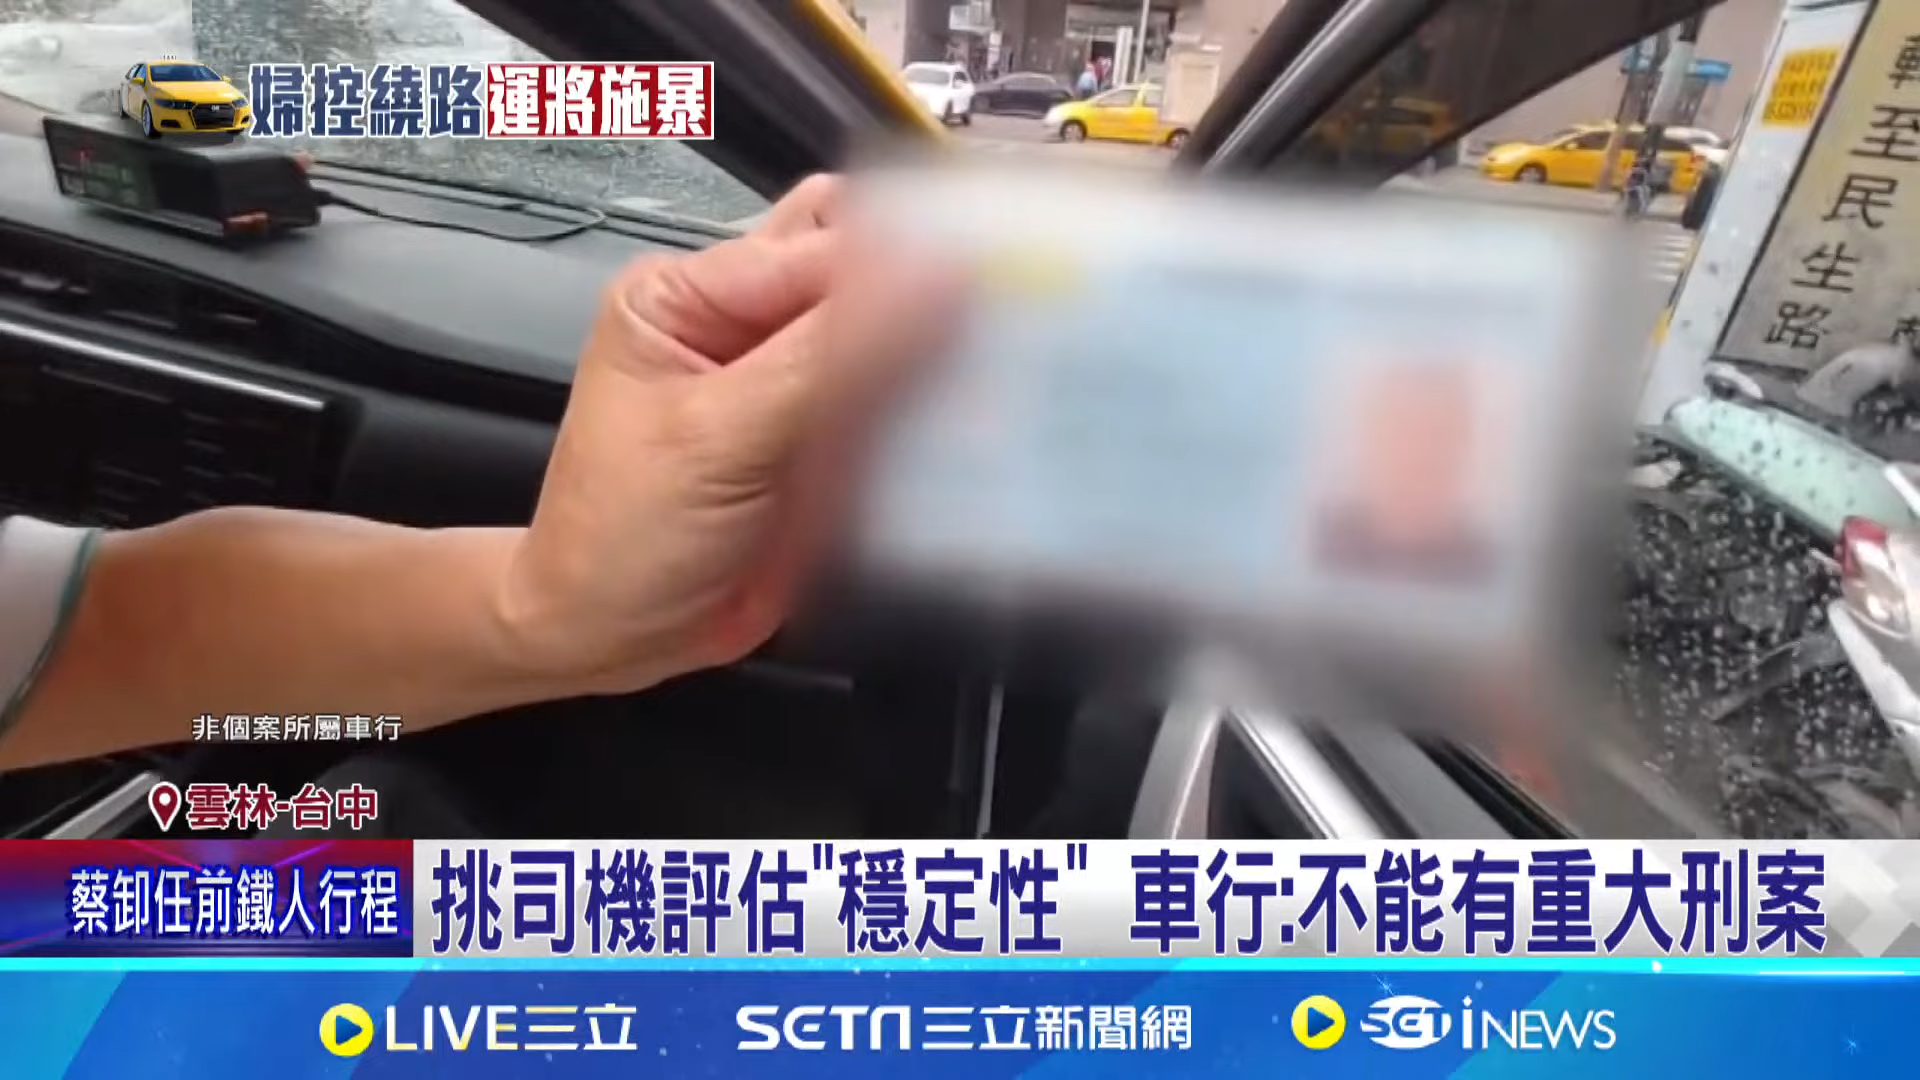 婦控繞路 運將施暴
轉至民生路
非個案所屬車行
雲林-台中
蔡卸任前鐵人行程
挑司機評估"穩定性" 車行:不能有重大刑案
LIVE三立
SETN三立新聞網
SET iNEWS